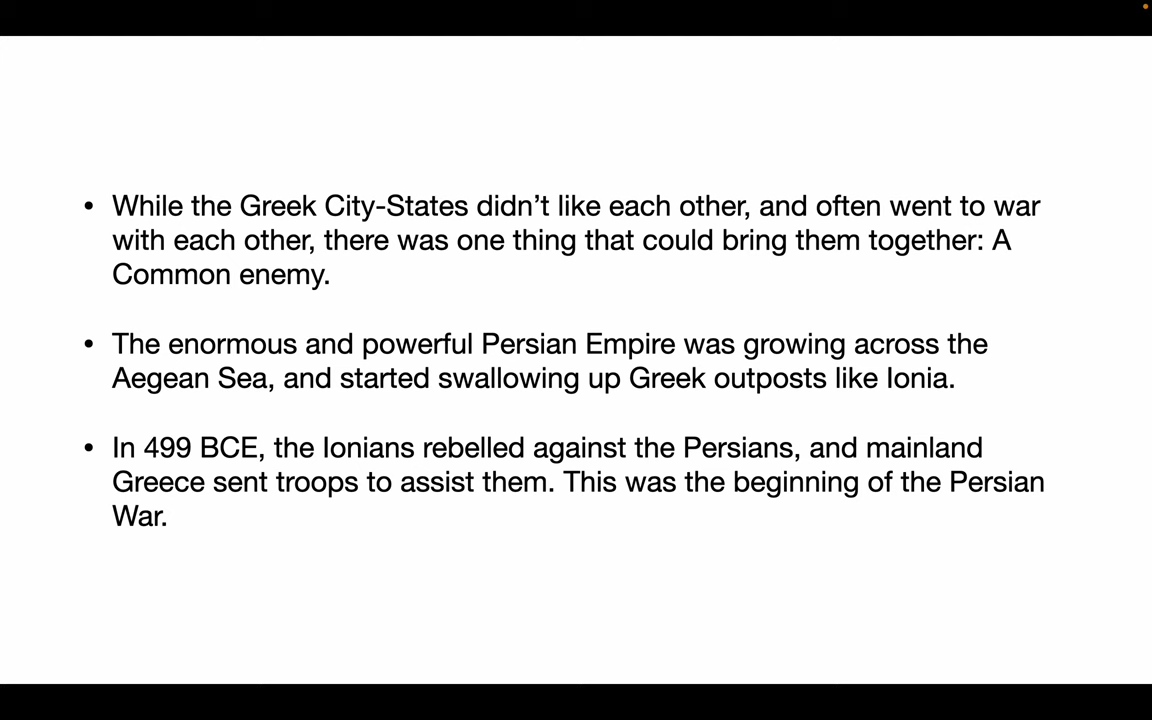 • While the Greek City-States didn’t like each other, and often went to war
with each other, there was one thing that could bring them together: A
Common enemy.
• The enormous and powerful Persian Empire was growing across the
Aegean Sea, and started swallowing up Greek outposts like Ionia.
• In 499 BCE, the Ionians rebelled against the Persians, and mainland
Greece sent troops to assist them. This was the beginning of the Persian
War.